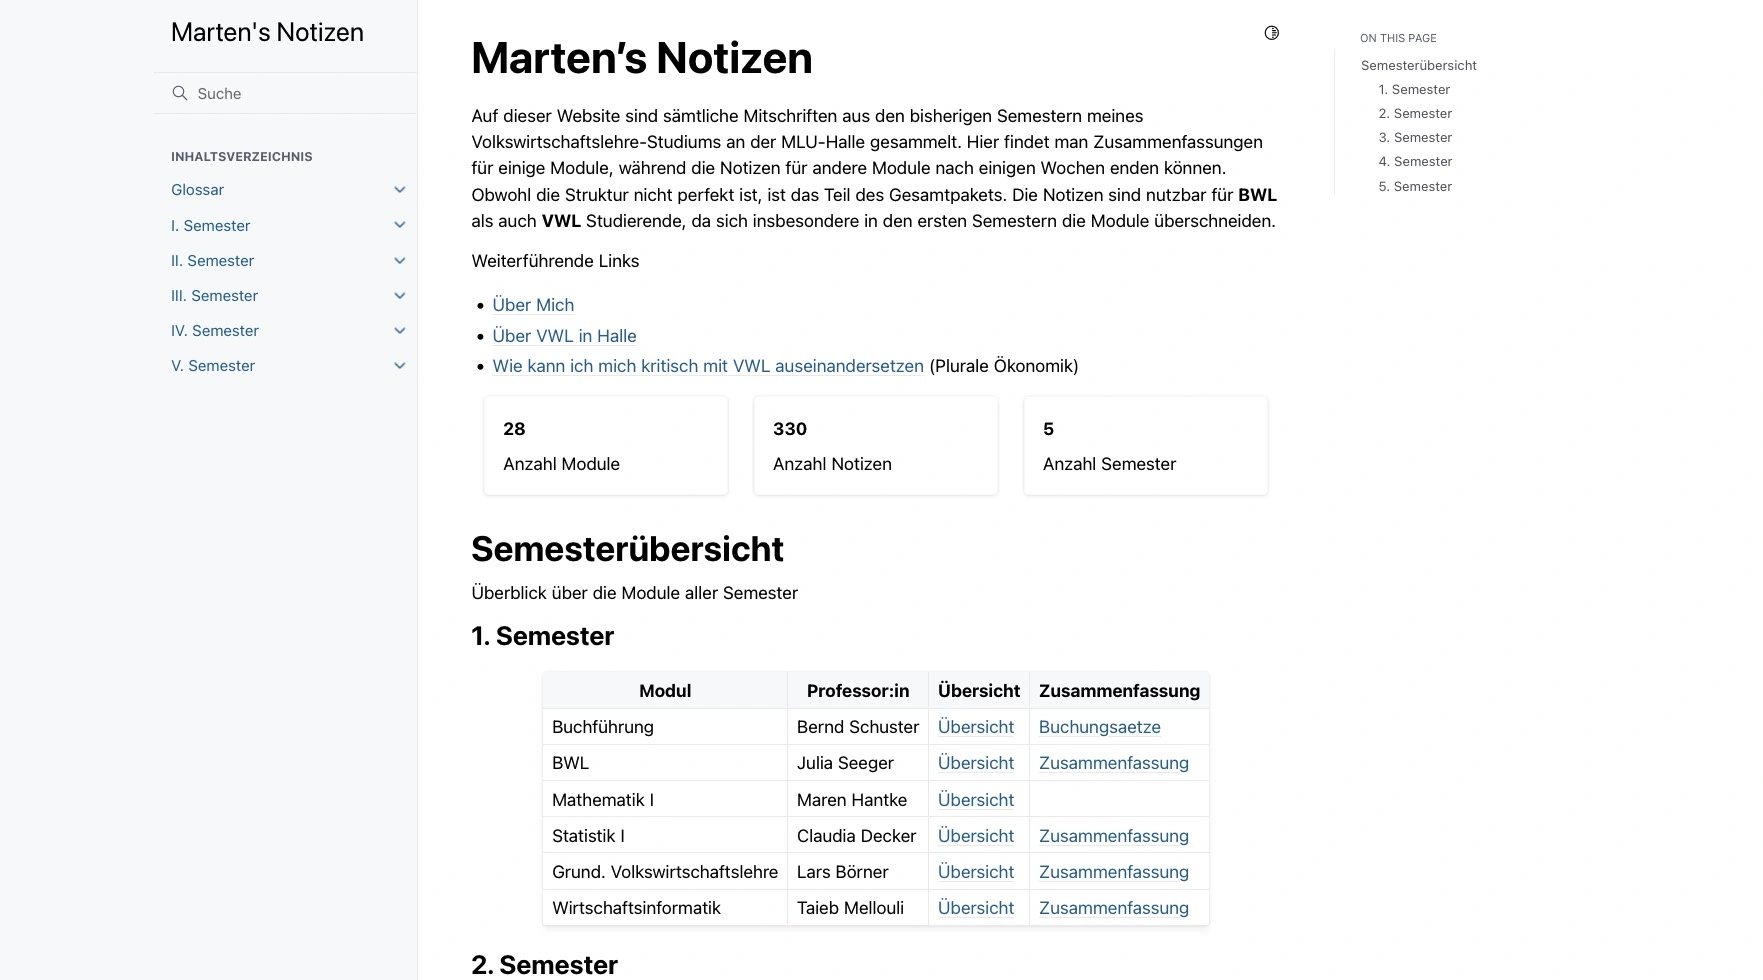 Marten's Notizen
Suche
INHALTSVERZEICHNIS
Glossar
I. Semester
II. Semester
III. Semester
IV. Semester
V. Semester
Marten’s Notizen
Auf dieser Website sind sämtliche Mitschriften aus den bisherigen Semestern meines
Volkswirtschaftslehre-Studiums an der MLU-Halle gesammelt. Hier findet man Zusammenfassungen
für einige Module, während die Notizen für andere Module nach einigen Wochen enden können.
Obwohl die Struktur nicht perfekt ist, ist das Teil des Gesamtpakets. Die Notizen sind nutzbar für BWL
als auch VWL Studierende, da sich insbesondere in den ersten Semestern die Module überschneiden.
Weiterführende Links
• Über Mich
• Über VWL in Halle
• Wie kann ich mich kritisch mit VWL auseinandersetzen (Plurale Ökonomik)
28
Anzahl Module
330
Anzahl Notizen
5
Anzahl Semester
Semesterübersicht
Überblick über die Module aller Semester
1. Semester
Modul Professor:in Übersicht Zusammenfassung
Buchführung Bernd Schuster Übersicht Buchungsaetze
BWL Julia Seeger Übersicht Zusammenfassung
Mathematik I Maren Hantke Übersicht
Statistik I Claudia Decker Übersicht Zusammenfassung
Grund. Volkswirtschaftslehre Lars Börner Übersicht Zusammenfassung
Wirtschaftsinformatik Taieb Mellouli Übersicht Zusammenfassung
2. Semester
ON THIS PAGE
Semesterübersicht
1. Semester
2. Semester
3. Semester
4. Semester
5. Semester